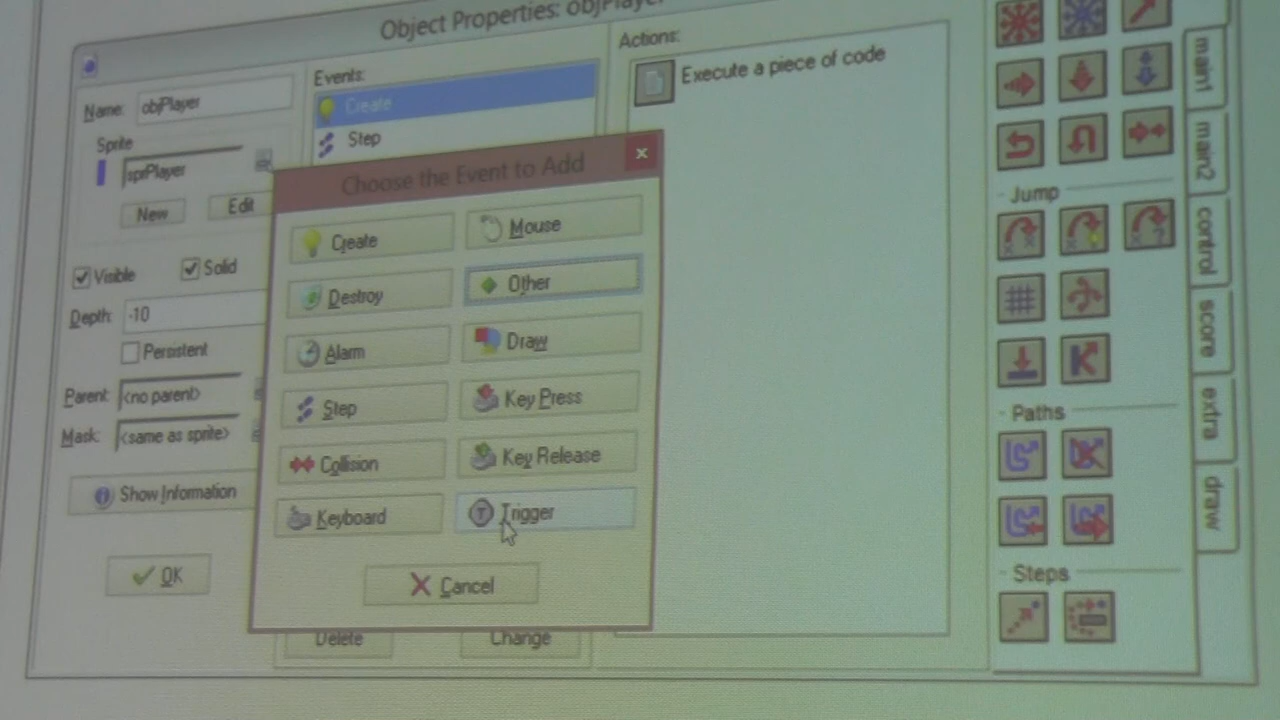 Object Properties: objPlayer
Name: objPlayer
Sprite
sprPlayer
New Edit
Visible Solid
Depth: -10
Persistent
Parent: <no parent>
Mask: <same as sprite>
Show Information
OK
Events:
Create
Step
Choose the Event to Add
Create Mouse
Destroy Other
Alarm Draw
Step Key Press
Collision Key Release
Keyboard Trigger
Cancel
Delete Change
Actions:
Execute a piece of code
Jump
Paths
Steps
main1
main2
control
score
extra
draw